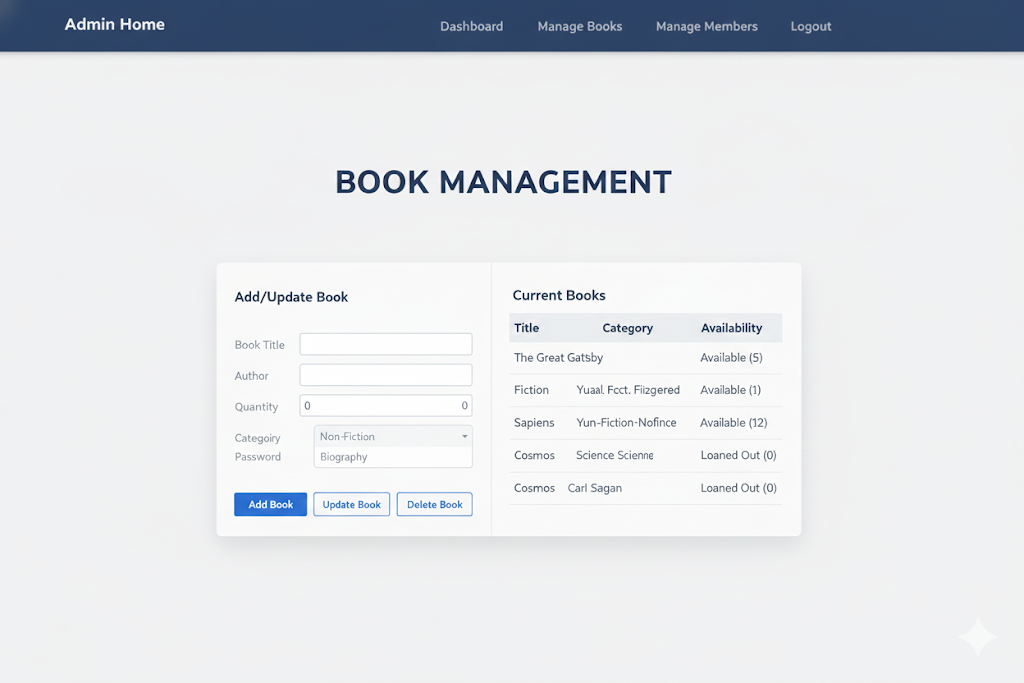 Admin Home
Dashboard Manage Books Manage Members Logout
BOOK MANAGEMENT
Add/Update Book
Book Title
Author
Quantity 0 0
Categoiry Non-Fiction
Password Biography
Add Book Update Book Delete Book
Current Books
Title Category Availability
The Great Gatsby Available (5)
Fiction Yuaal. Fcct. Fiizgered Available (1)
Sapiens Yun-Fiction-Nofince Available (12)
Cosmos Science Scienne Loaned Out (0)
Cosmos Carl Sagan Loaned Out (0)